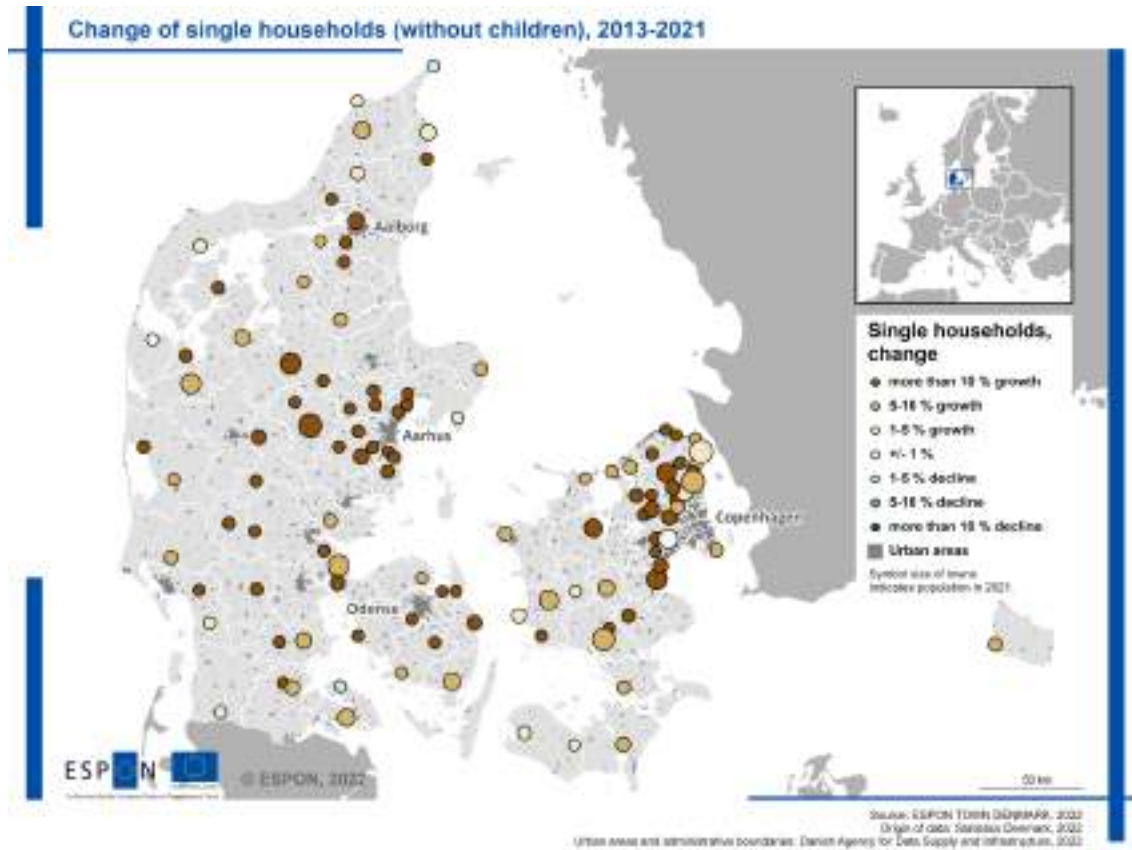 Change of single households (without children), 2013-2021
Aalborg
Aarhus
Copenhagen
Odense
Single households,
change
more than 10 % growth
5-10 % growth
1-5 % growth
+/- 1 %
1-5 % decline
5-10 % decline
more than 10 % decline
Urban areas
Symbol size of towns
indicates population in 2021
ESPON
© ESPON, 2022
50 km
Source: ESPON TOWN DENMARK, 2022
Origin of data: Statistics Denmark, 2022
Urban areas and administrative boundaries: Danish Agency for Data Supply and Infrastructure, 2022